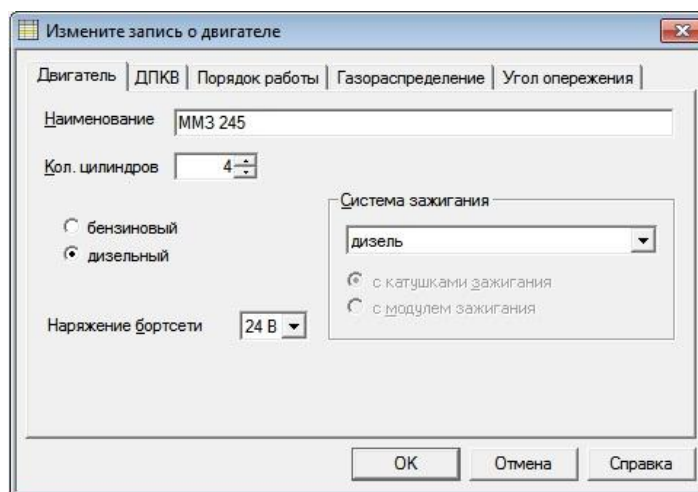 Измените запись о двигателе
Двигатель ДПКВ Порядок работы Газораспределение Угол опережения
Наименование ММЗ 245
Кол. цилиндров 4
Система зажигания
бензиновый
дизель
дизельный
с катушками зажигания
с модулем зажигания
Наряжение бортсети 24 В
OK Отмена Справка